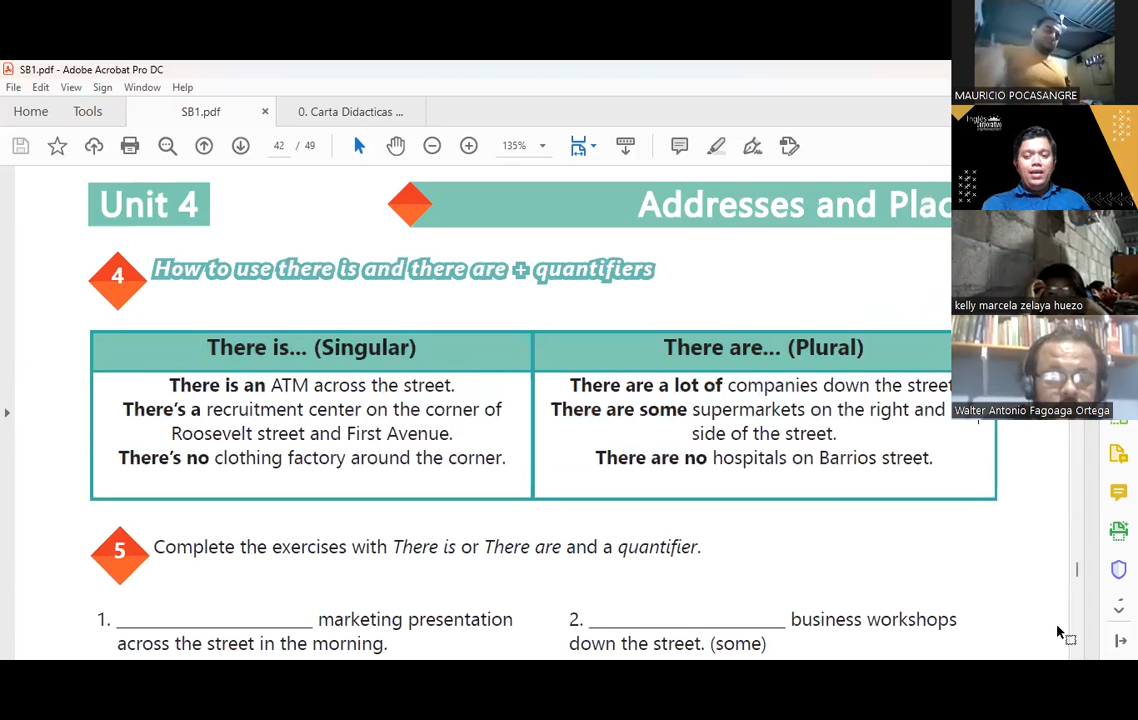 SB1.pdf - Adobe Acrobat Pro DC
File Edit View Sign Window Help
Home Tools SB1.pdf × 0. Carta Didacticas ...
42 / 49 135%
Unit 4
Addresses and Plac
4 How to use there is and there are + quantifiers
There is... (Singular)
There is an ATM across the street.
There's a recruitment center on the corner of
Roosevelt street and First Avenue.
There's no clothing factory around the corner.
There are... (Plural)
There are a lot of companies down the street
There are some supermarkets on the right and
side of the street.
There are no hospitals on Barrios street.
5 Complete the exercises with There is or There are and a quantifier.
1. ____________________ marketing presentation
across the street in the morning.
2. ____________________ business workshops
down the street. (some)
MAURICIO POCASANGRE
Inglés
kelly marcela zelaya huezo
Walter Antonio Fagoaga Ortega